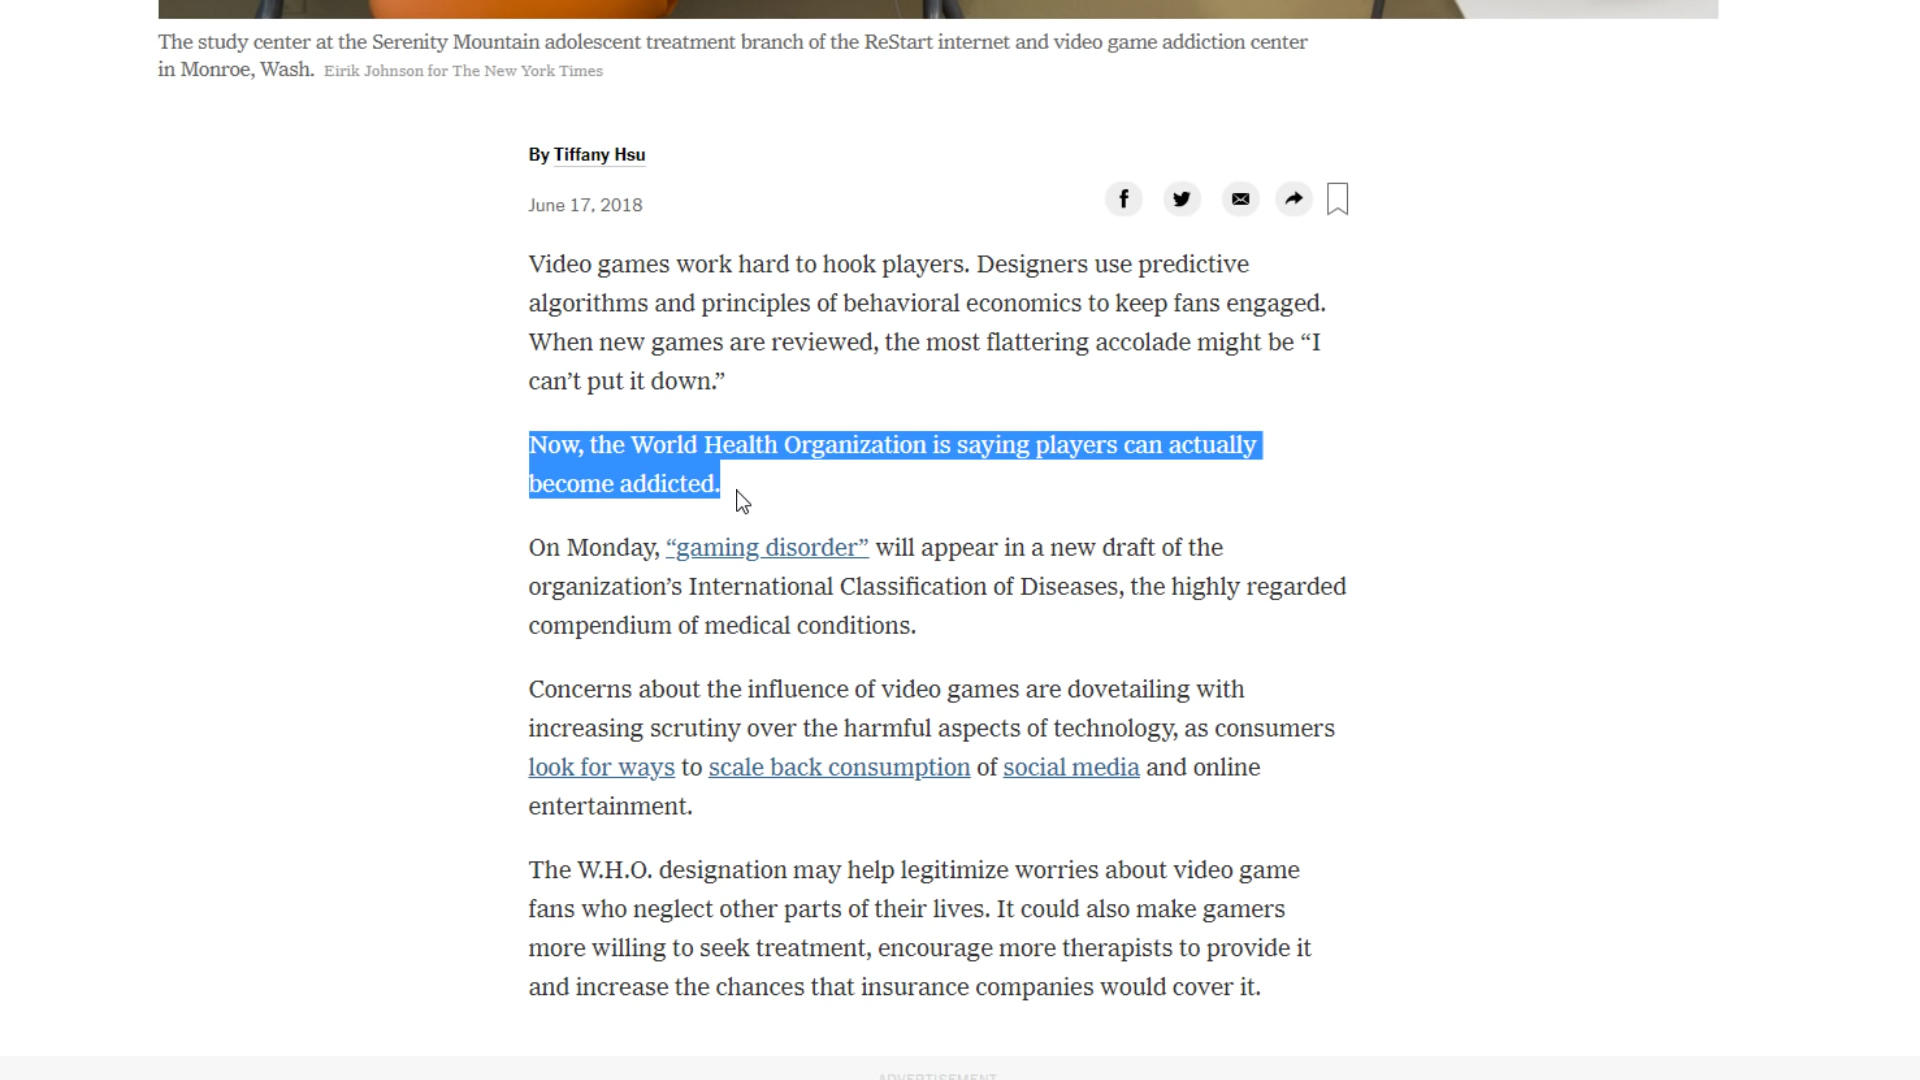 The study center at the Serenity Mountain adolescent treatment branch of the ReStart internet and video game addiction center
in Monroe, Wash. Eirik Johnson for The New York Times
By Tiffany Hsu
June 17, 2018
Video games work hard to hook players. Designers use predictive
algorithms and principles of behavioral economics to keep fans engaged.
When new games are reviewed, the most flattering accolade might be “I
can’t put it down.”
Now, the World Health Organization is saying players can actually
become addicted.
On Monday, “gaming disorder” will appear in a new draft of the
organization’s International Classification of Diseases, the highly regarded
compendium of medical conditions.
Concerns about the influence of video games are dovetailing with
increasing scrutiny over the harmful aspects of technology, as consumers
look for ways to scale back consumption of social media and online
entertainment.
The W.H.O. designation may help legitimize worries about video game
fans who neglect other parts of their lives. It could also make gamers
more willing to seek treatment, encourage more therapists to provide it
and increase the chances that insurance companies would cover it.
ADVERTISEMENT